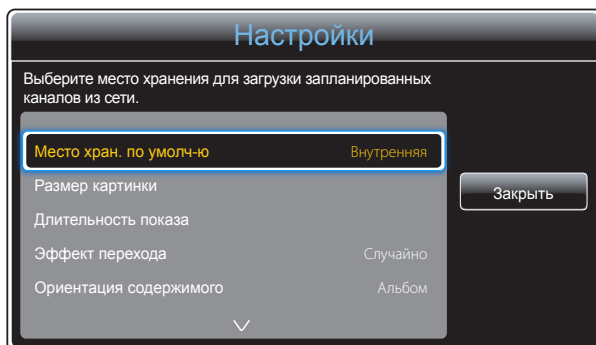 Настройки
Выберите место хранения для загрузки запланированных
каналов из сети.
Место хран. по умолч-ю Внутренняя
Размер картинки
Закрыть
Длительность показа
Эффект перехода Случайно
Ориентация содержимого Альбом